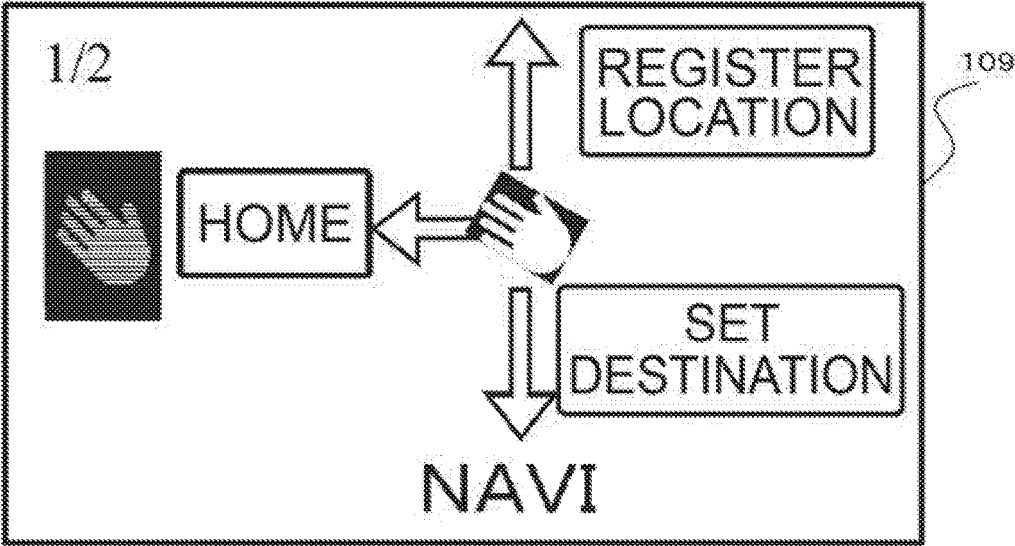 1/2
REGISTER
LOCATION
109
HOME
SET
DESTINATION
NAVI